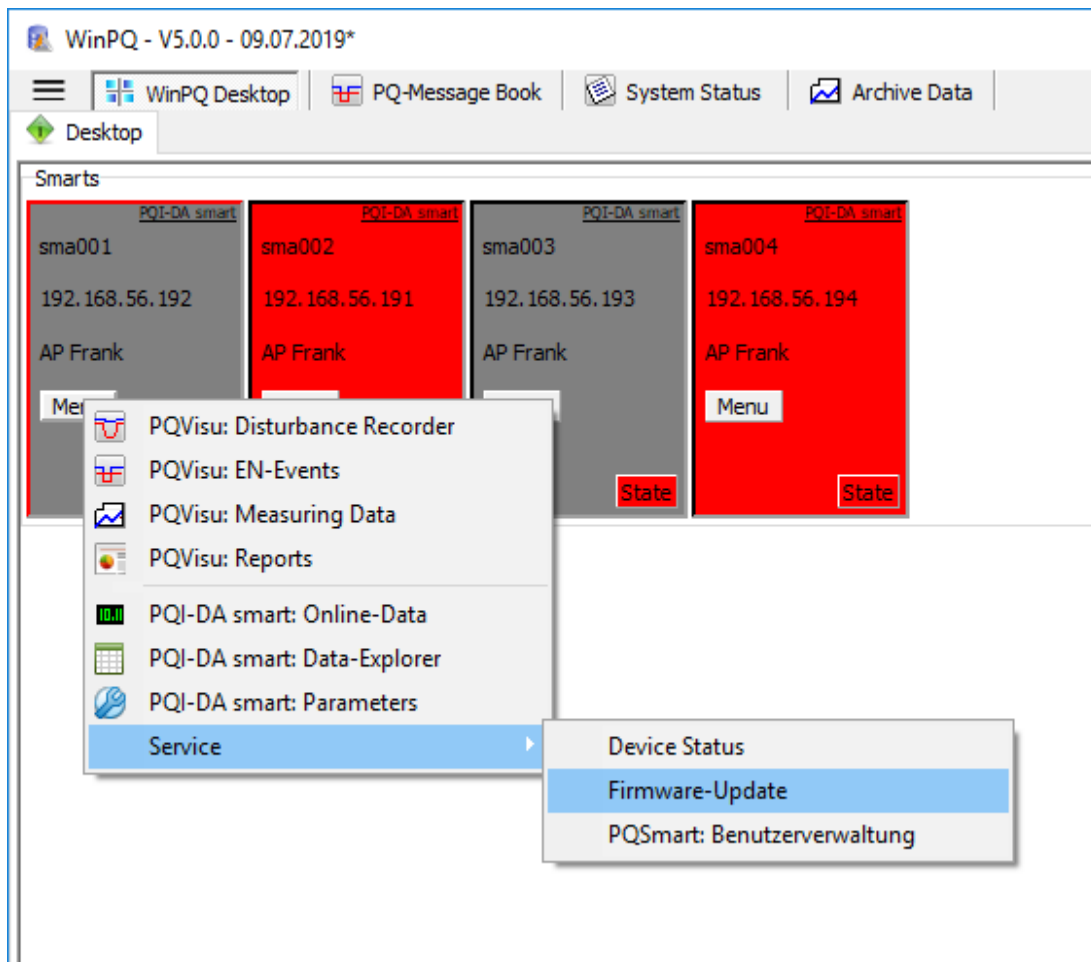 WinPQ - V5.0.0 - 09.07.2019*
WinPQ Desktop PQ-Message Book System Status Archive Data
Desktop
Smarts
PQI-DA smart PQI-DA smart PQI-DA smart PQI-DA smart
sma001 sma002 sma003 sma004
192.168.56.192 192.168.56.191 192.168.56.193 192.168.56.194
AP Frank AP Frank AP Frank AP Frank
Menu
State State
PQVisu: Disturbance Recorder
PQVisu: EN-Events
PQVisu: Measuring Data
PQVisu: Reports
PQI-DA smart: Online-Data
PQI-DA smart: Data-Explorer
PQI-DA smart: Parameters
Service
Device Status
Firmware-Update
PQSmart: Benutzerverwaltung